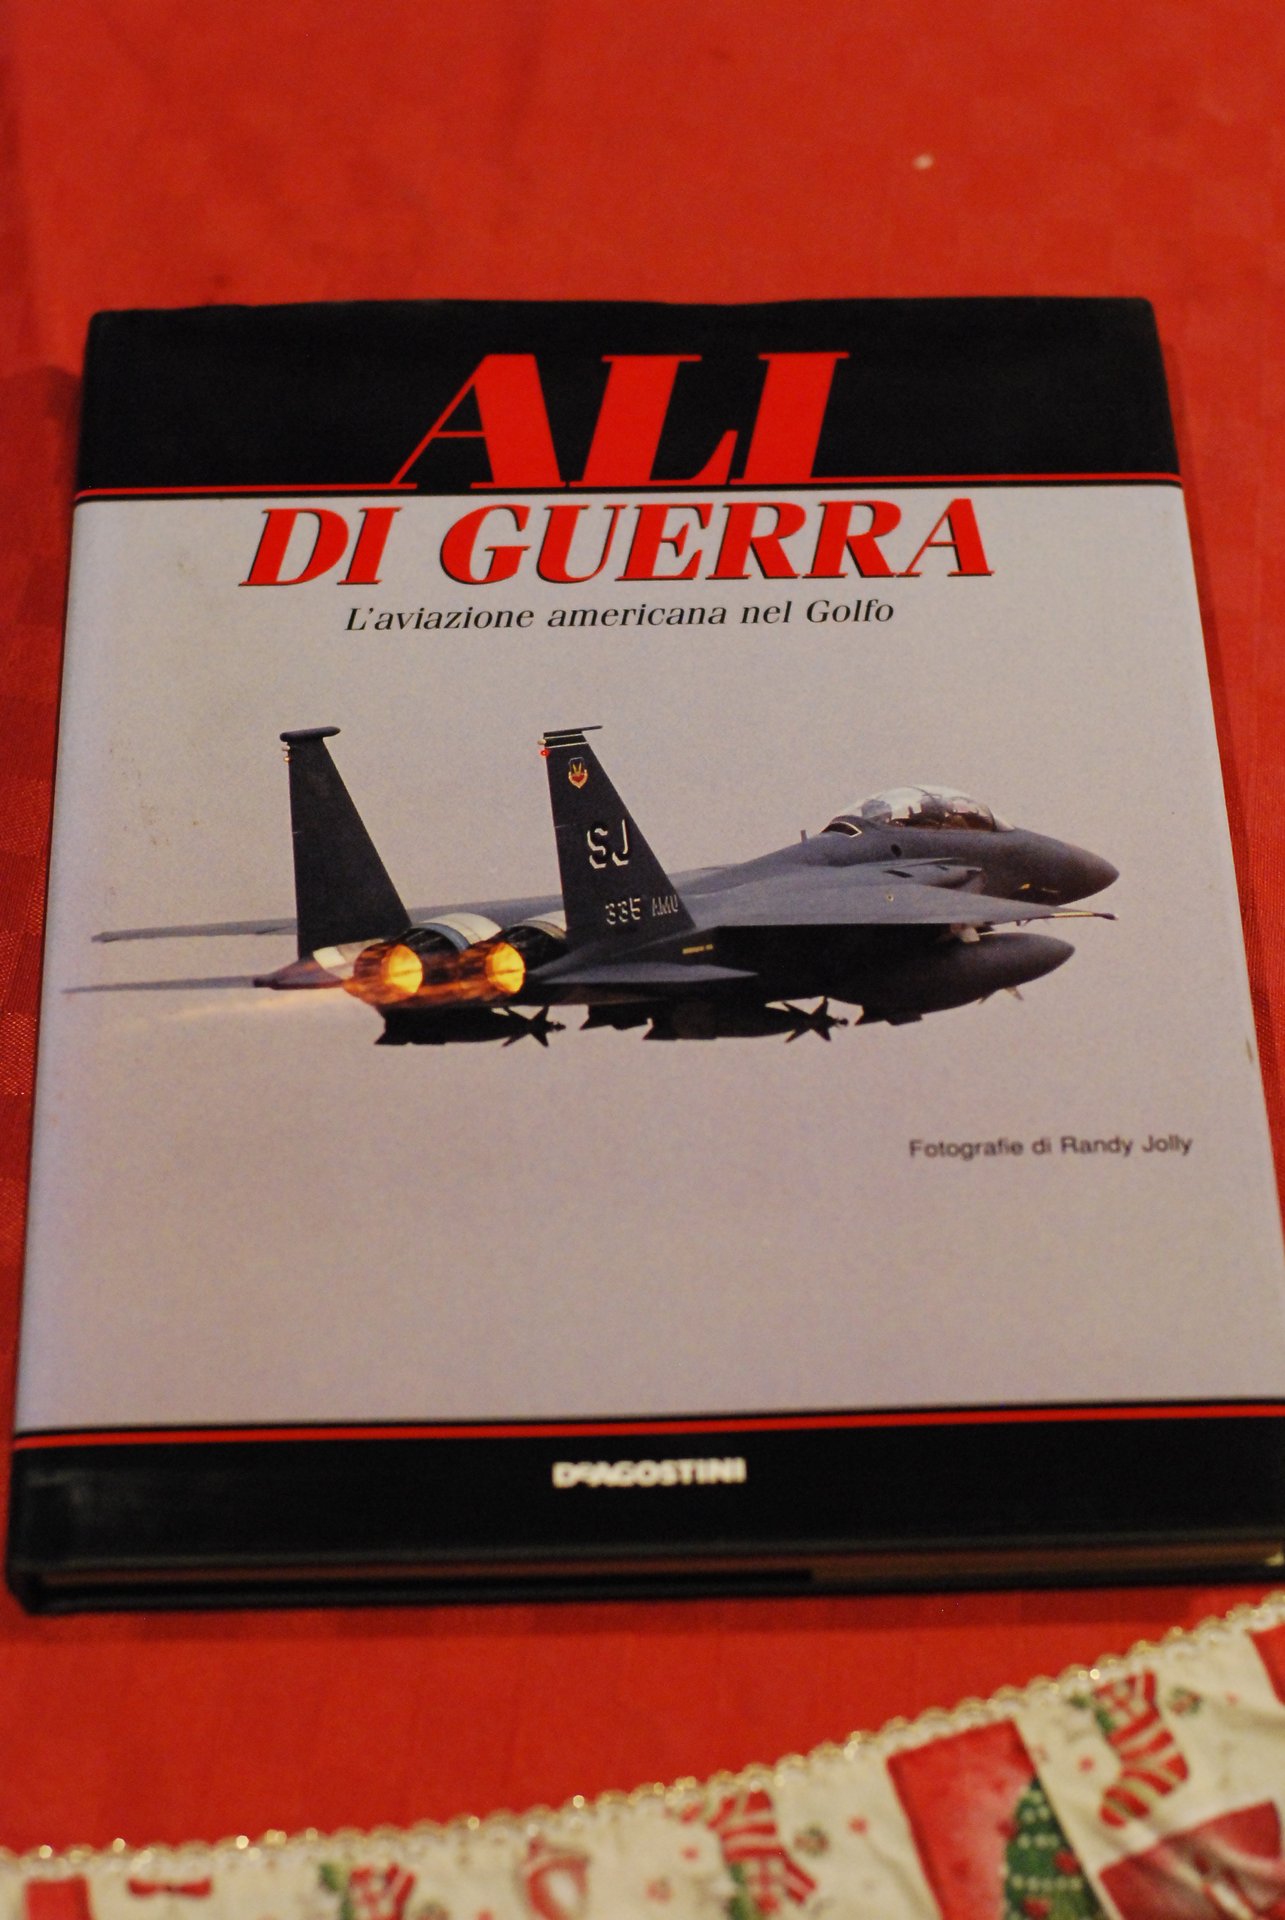 ALI
DI GUERRA
L'aviazione americana nel Golfo
SJ
335 AMU
Fotografie di Randy Jolly
DeAGOSTINI